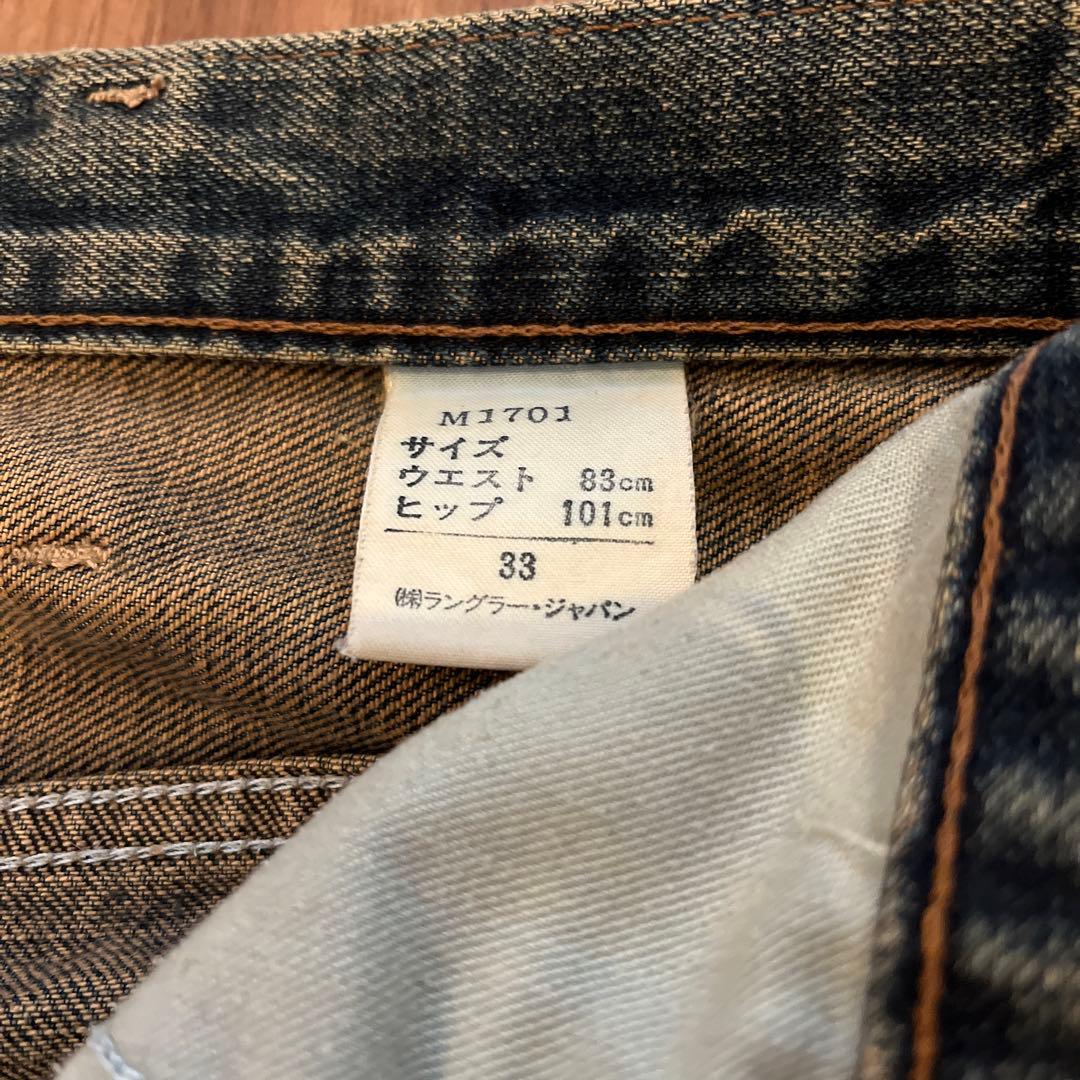 M1701
サイズ
ウエスト 83cm
ヒップ 101cm
33
㈱ラングラー・ジャパン